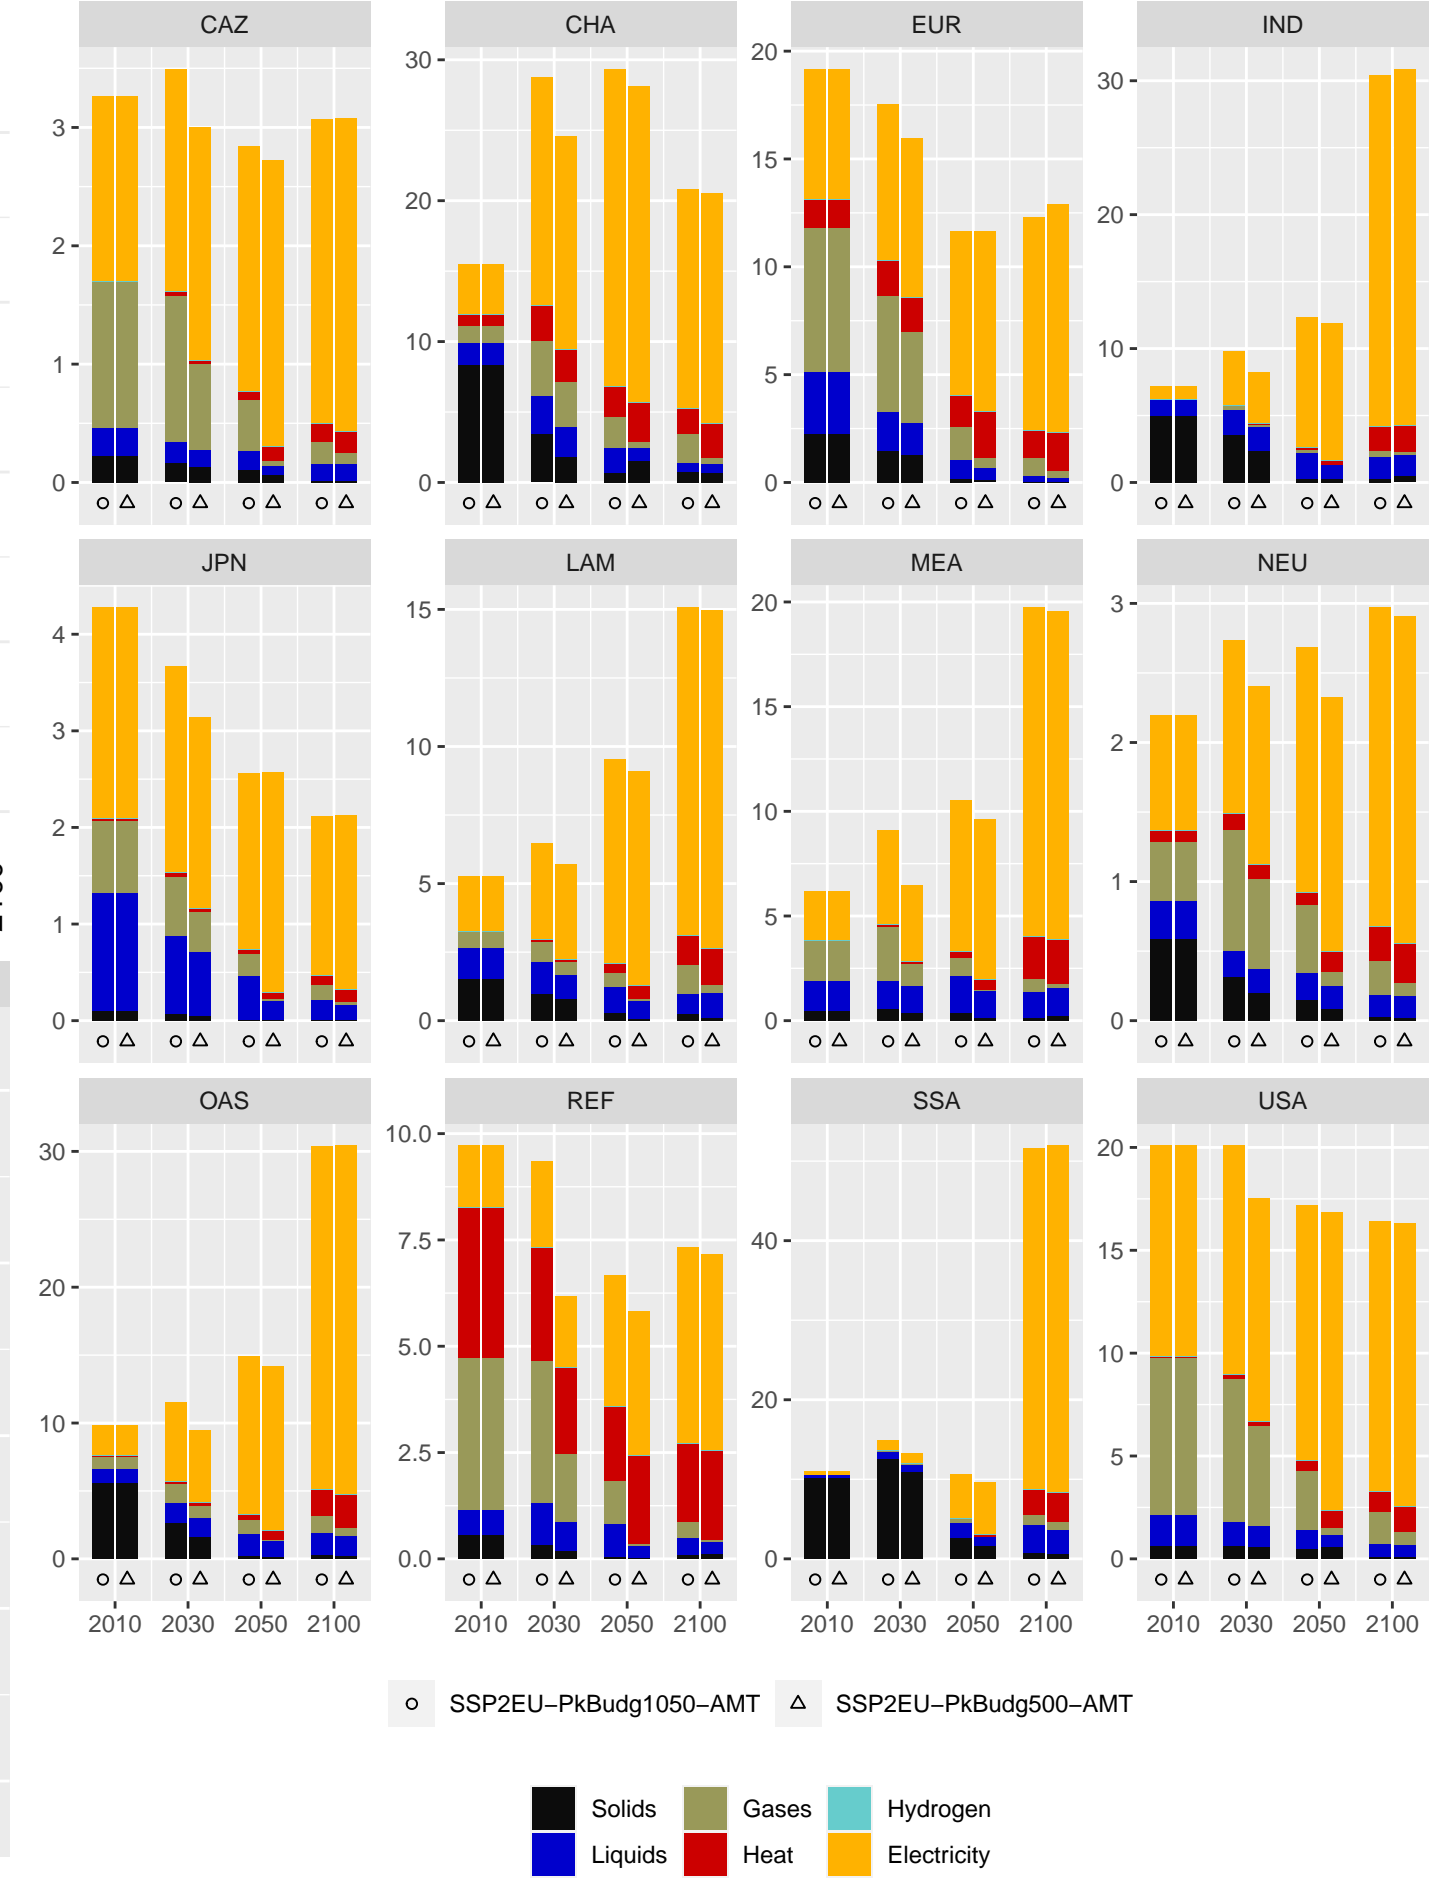 CAZ CHA EUR IND
3 2 1 0
30 20 10 0
20 15 10 5 0
30 20 10 0
JPN LAM MEA NEU
4 3 2 1 0
15 10 5 0
20 15 10 5 0
3 2 1 0
OAS REF SSA USA
30 20 10 0
10.0 7.5 5.0 2.5 0.0
40 20 0
20 15 10 5 0
2010 2030 2050 2100 2010 2030 2050 2100 2010 2030 2050 2100 2010 2030 2050 2100
SSP2EU−PkBudg1050−AMT SSP2EU−PkBudg500−AMT
Solids Gases Hydrogen
Liquids Heat Electricity